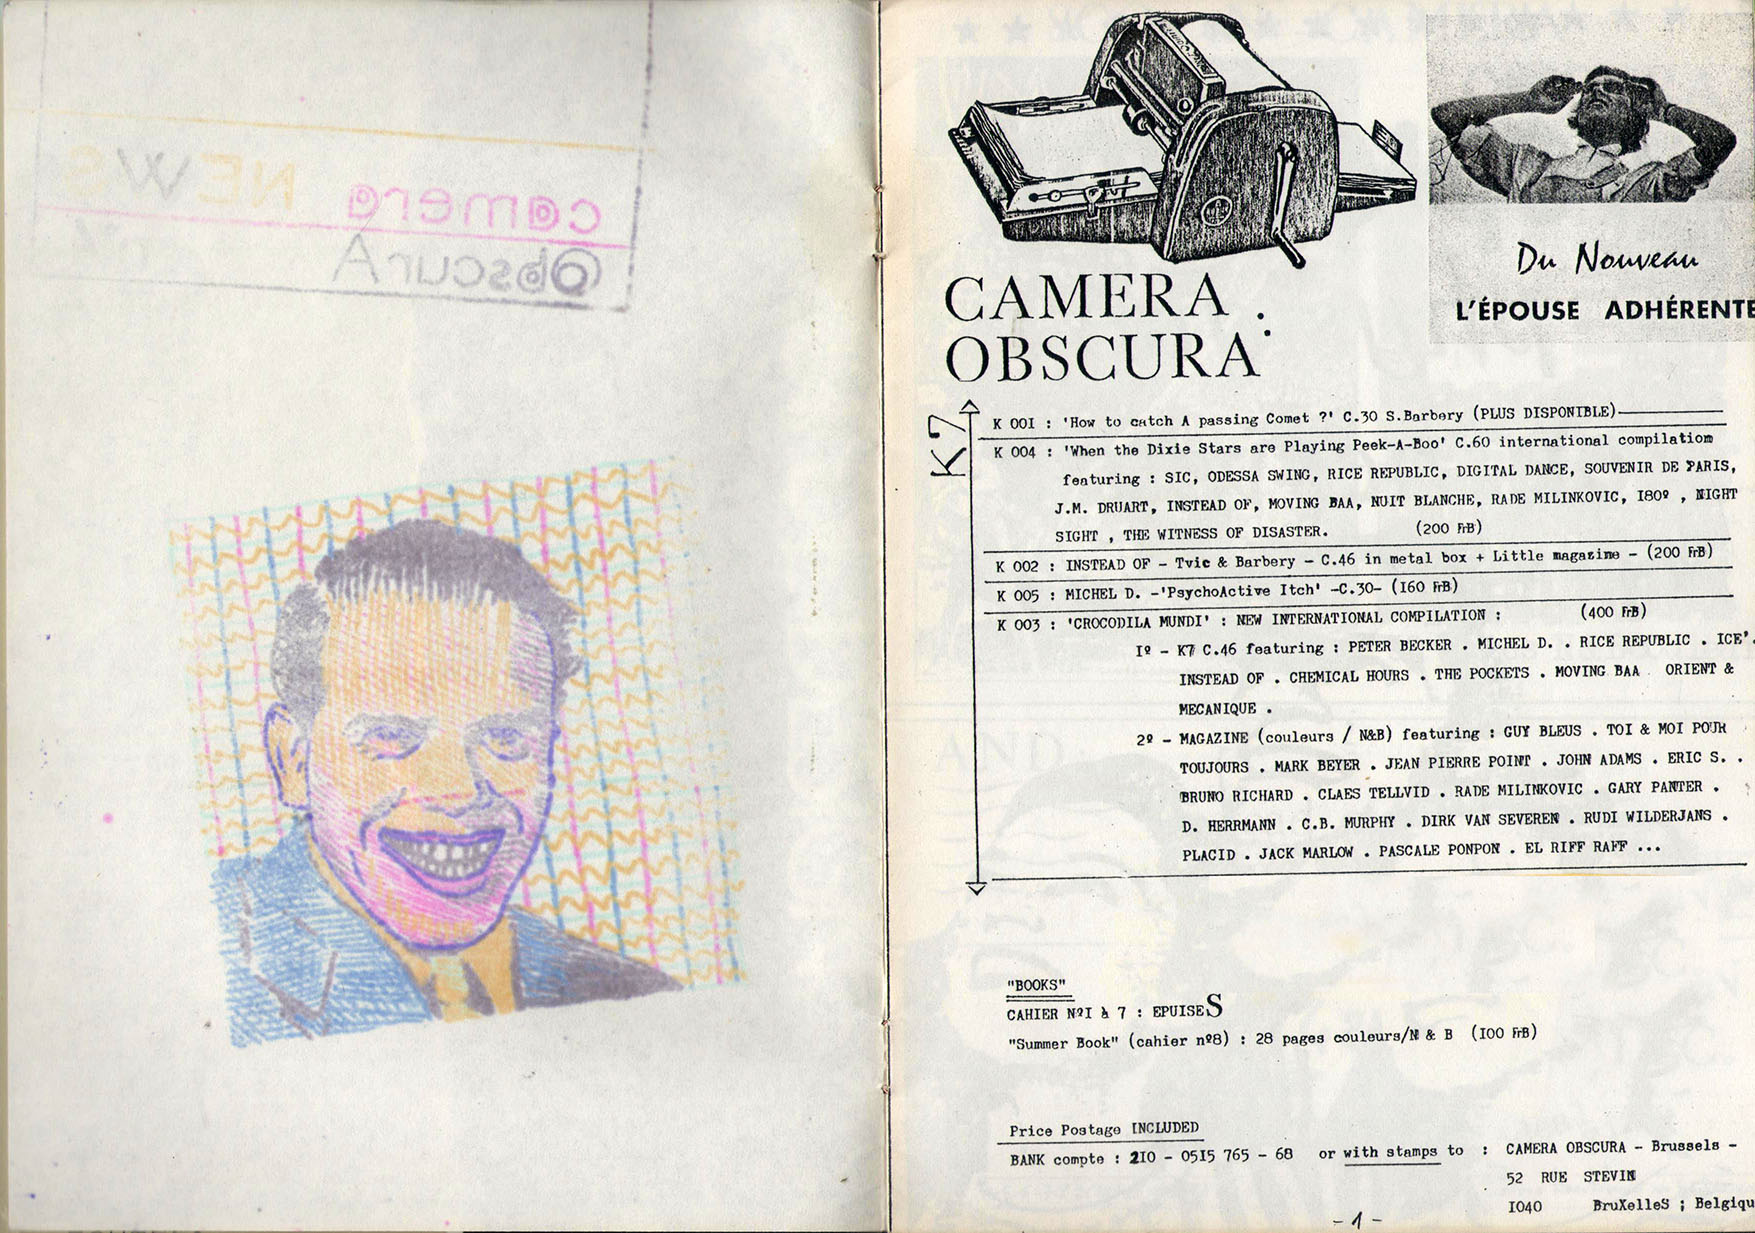 camera NEWS
ObscurA nº1
Du Nouveau
L'ÉPOUSE ADHÉRENTE
CAMERA
OBSCURA
K7
K 00I : 'How to catch A passing Comet ?' C.30 S.Barbery (PLUS DISPONIBLE)
K 004 : 'When the Dixie Stars are Playing Peek-A-Boo' C.60 international compilation
featuring : SIC, ODESSA SWING, RICE REPUBLIC, DIGITAL DANCE, SOUVENIR DE PARIS,
J.M. DRUART, INSTEAD OF, MOVING BAA, NUIT BLANCHE, RADE MILINKOVIC, I80º , NIGHT
SIGHT , THE WITNESS OF DISASTER. (200 FrB)
K 002 : INSTEAD OF - Tvic & Barbery - C.46 in metal box + Little magazine - (200 FrB)
K 005 : MICHEL D. -'PsychoActive Itch' -C.30- (I60 FrB)
K 003 : 'CROCODILA MUNDI' : NEW INTERNATIONAL COMPILATION : (400 FrB)
Iº - K7 C.46 featuring : PETER BECKER . MICHEL D. . RICE REPUBLIC . ICE'.
INSTEAD OF . CHEMICAL HOURS . THE POCKETS . MOVING BAA . ORIENT &
MECANIQUE .
2º - MAGAZINE (couleurs / N&B) featuring : GUY BLEUS . TOI & MOI POUR
TOUJOURS . MARK BEYER . JEAN PIERRE POINT . JOHN ADAMS . ERIC S. .
BRUNO RICHARD . CLAES TELLVID . RADE MILINKOVIC . GARY PANTER .
D. HERRMANN . C.B. MURPHY . DIRK VAN SEVEREN . RUDI WILDERJANS .
PLACID . JACK MARLOW . PASCALE PONPON . EL RIFF RAFF ...
"BOOKS"
CAHIER NºI à 7 : EPUISES
"Summer Book" (cahier nº8) : 28 pages couleurs/N & B (I00 FrB)
Price Postage INCLUDED
BANK compte : 2I0 - 05I5 765 - 68 or with stamps to : CAMERA OBSCURA - Brussels -
52 RUE STEVIN
I040 BruXelleS ; Belgiqu
- 1 -